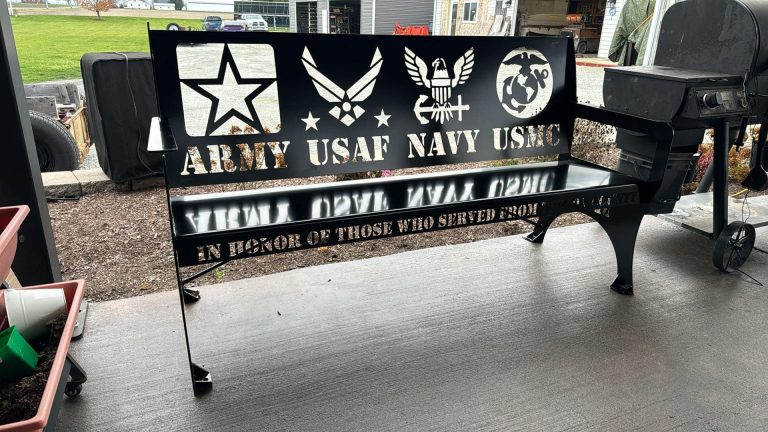 ARMY USAF NAVY USMC
IN HONOR OF THOSE WHO SERVED FROM